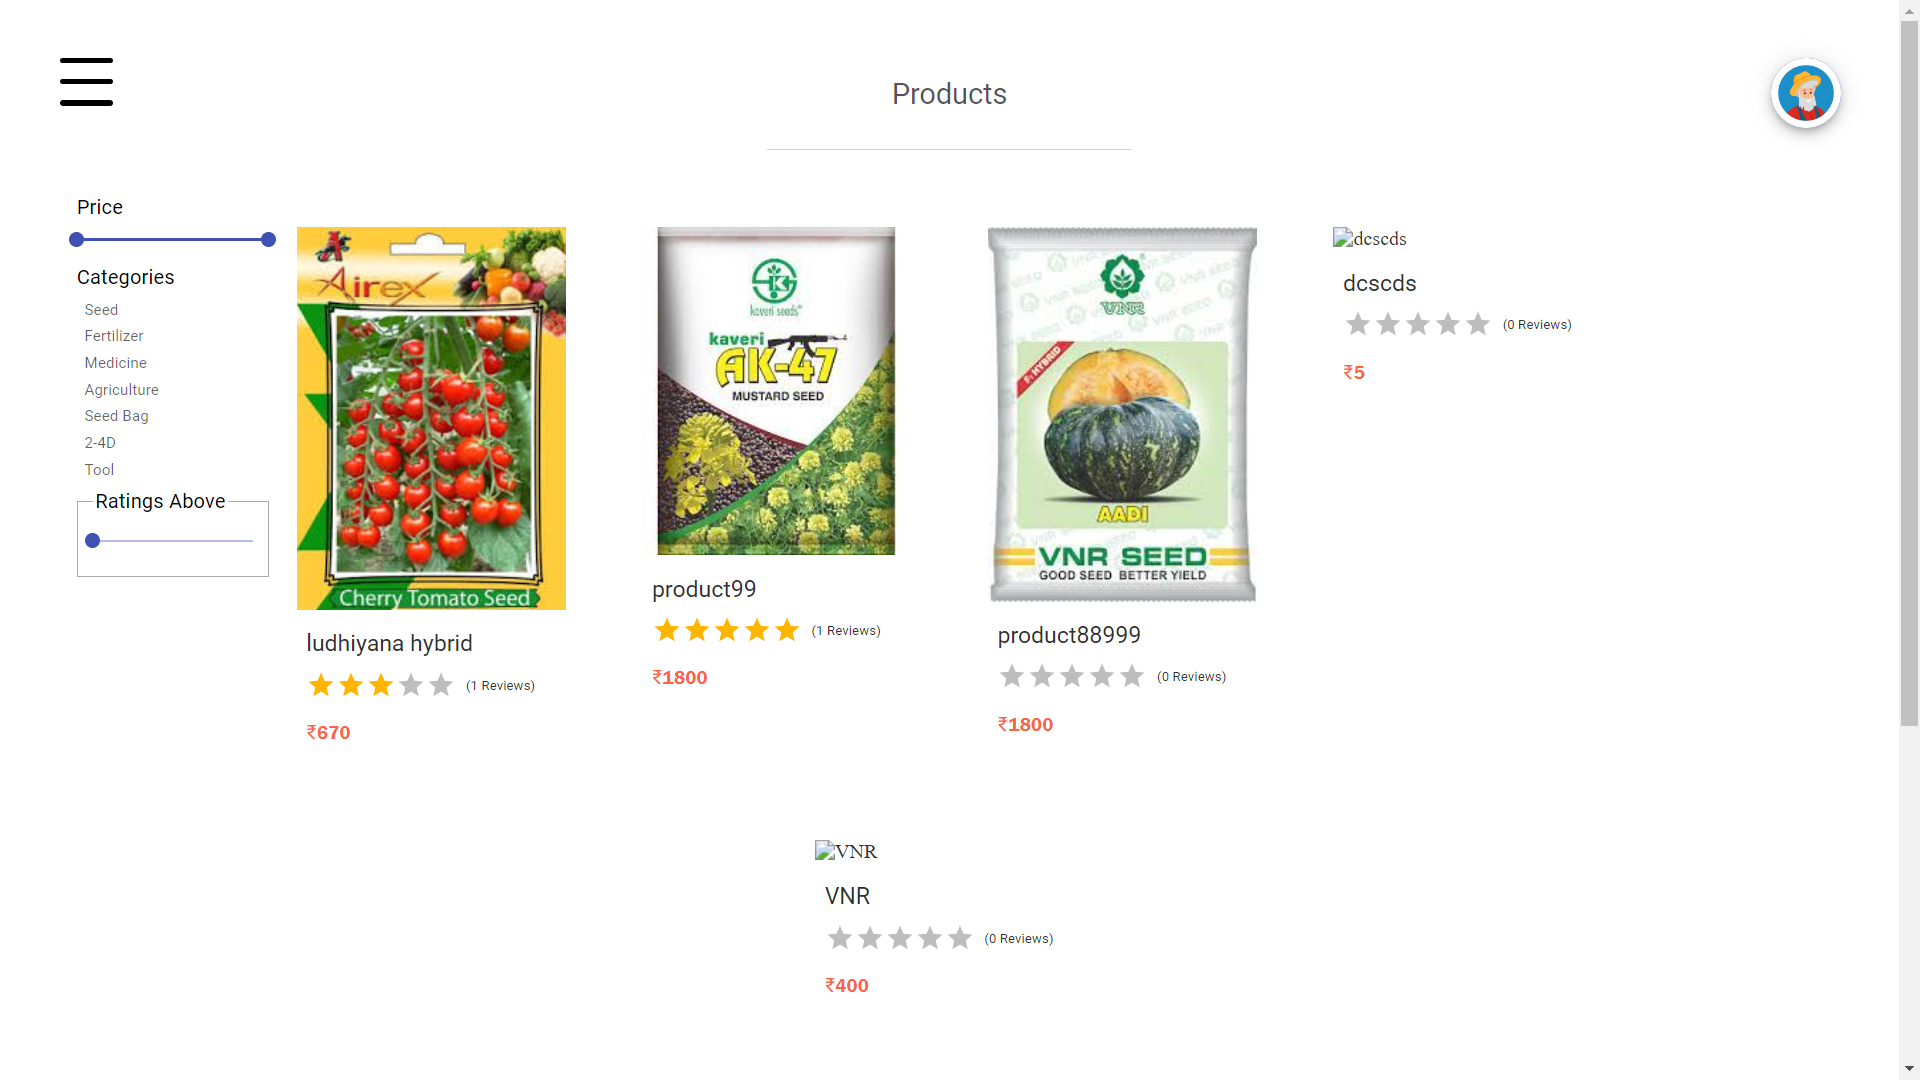 Products
Price
Categories
Seed
Fertilizer
Medicine
Agriculture
Seed Bag
2-4D
Tool
Ratings Above
Airex
Cherry Tomato Seed
ludhiyana hybrid
(1 Reviews)
₹670
kaveri seeds
kaveri
AK-47
MUSTARD SEED
product99
(1 Reviews)
₹1800
VNR
F1 HYBRID
AADI
VNR SEED
GOOD SEED BETTER YIELD
product88999
(0 Reviews)
₹1800
dcscds
dcscds
(0 Reviews)
₹5
VNR
VNR
(0 Reviews)
₹400